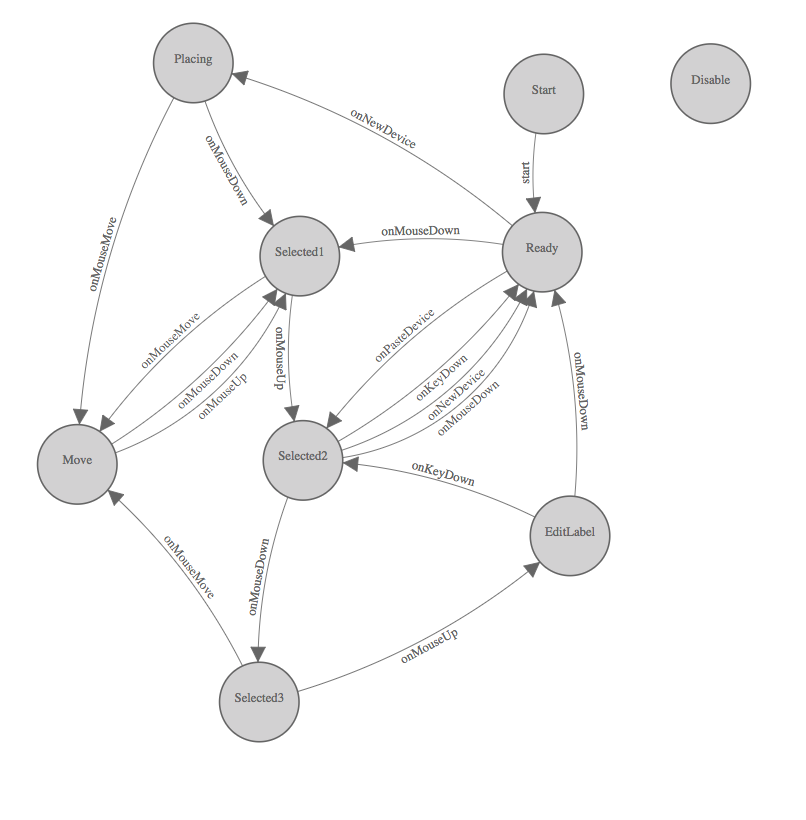 Placing
Start
Disable
onNewDevice
onMouseDown
start
onMouseDown
onMouseMove
Selected1
Ready
onMouseMove
onMouseDown
onMouseUp
onMouseUp
onPasteDevice
onKeyDown
onNewDevice
onMouseDown
onMouseDown
Move
Selected2
onKeyDown
EditLabel
onMouseMove
onMouseDown
onMouseUp
Selected3